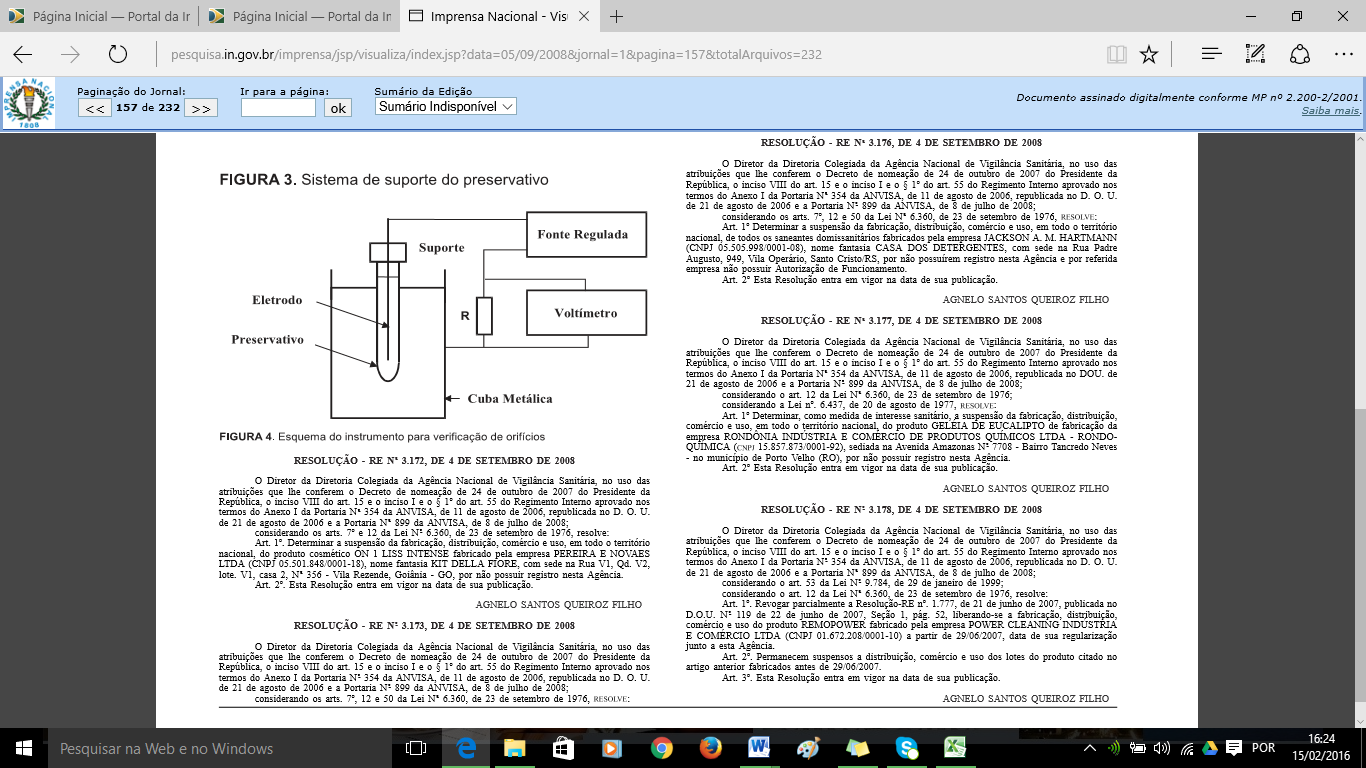 Página Inicial — Portal da Ir
Página Inicial — Portal da Ir
Imprensa Nacional - Visu
pesquisa.in.gov.br/imprensa/jsp/visualiza/index.jsp?data=05/09/2008&jornal=1&pagina=157&totalArquivos=232
IMPRENSA NACIONAL
1808
Paginação do Jornal:
<< 157 de 232 >>
Ir para a página:
ok
Sumário da Edição
Sumário Indisponível
Documento assinado digitalmente conforme MP nº 2.200-2/2001.
Saiba mais.
FIGURA 3. Sistema de suporte do preservativo
Fonte Regulada
Suporte
Eletrodo
R
Voltímetro
Preservativo
Cuba Metálica
FIGURA 4. Esquema do instrumento para verificação de orifícios
RESOLUÇÃO - RE Nº 3.172, DE 4 DE SETEMBRO DE 2008
O Diretor da Diretoria Colegiada da Agência Nacional de Vigilância Sanitária, no uso das
atribuições que lhe conferem o Decreto de nomeação de 24 de outubro de 2007 do Presidente da
República, o inciso VIII do art. 15 e o inciso I e o § 1º do art. 55 do Regimento Interno aprovado nos
termos do Anexo I da Portaria Nº 354 da ANVISA, de 11 de agosto de 2006, republicada no D. O. U.
de 21 de agosto de 2006 e a Portaria Nº 899 da ANVISA, de 8 de julho de 2008;
considerando os arts. 7º e 12 da Lei Nº 6.360, de 23 de setembro de 1976, resolve:
Art. 1º. Determinar a suspensão da fabricação, distribuição, comércio e uso, em todo o território
nacional, do produto cosmético ON 1 LISS INTENSE fabricado pela empresa PEREIRA E NOVAES
LTDA (CNPJ 05.501.848/0001-18), nome fantasia KIT DELLA FIORE, com sede na Rua V1, Qd. V2,
lote. V1, casa 2, Nº 356 - Vila Rezende, Goiânia - GO, por não possuir registro nesta Agência.
Art. 2º. Esta Resolução entra em vigor na data de sua publicação.
AGNELO SANTOS QUEIROZ FILHO
RESOLUÇÃO - RE Nº 3.173, DE 4 DE SETEMBRO DE 2008
O Diretor da Diretoria Colegiada da Agência Nacional de Vigilância Sanitária, no uso das
atribuições que lhe conferem o Decreto de nomeação de 24 de outubro de 2007 do Presidente da
República, o inciso VIII do art. 15 e o inciso I e o § 1º do art. 55 do Regimento Interno aprovado nos
termos do Anexo I da Portaria Nº 354 da ANVISA, de 11 de agosto de 2006, republicada no D. O. U.
de 21 de agosto de 2006 e a Portaria Nº 899 da ANVISA, de 8 de julho de 2008;
considerando os arts. 7º, 12 e 50 da Lei Nº 6.360, de 23 de setembro de 1976, RESOLVE:
RESOLUÇÃO - RE Nº 3.176, DE 4 DE SETEMBRO DE 2008
O Diretor da Diretoria Colegiada da Agência Nacional de Vigilância Sanitária, no uso das
atribuições que lhe conferem o Decreto de nomeação de 24 de outubro de 2007 do Presidente da
República, o inciso VIII do art. 15 e o inciso I e o § 1º do art. 55 do Regimento Interno aprovado nos
termos do Anexo I da Portaria Nº 354 da ANVISA, de 11 de agosto de 2006, republicada no D. O. U.
de 21 de agosto de 2006 e a Portaria Nº 899 da ANVISA, de 8 de julho de 2008;
considerando os arts. 7º, 12 e 50 da Lei Nº 6.360, de 23 de setembro de 1976, RESOLVE:
Art. 1º Determinar a suspensão da fabricação, distribuição, comércio e uso, em todo o território
nacional, de todos os saneantes domissanitários fabricados pela empresa JACKSON A. M. HARTMANN
(CNPJ 05.505.998/0001-08), nome fantasia CASA DOS DETERGENTES, com sede na Rua Padre
Augusto, 949, Vila Operário, Santo Cristo/RS, por não possuírem registro nesta Agência e por referida
empresa não possuir Autorização de Funcionamento.
Art. 2º Esta Resolução entra em vigor na data de sua publicação.
AGNELO SANTOS QUEIROZ FILHO
RESOLUÇÃO - RE Nº 3.177, DE 4 DE SETEMBRO DE 2008
O Diretor da Diretoria Colegiada da Agência Nacional de Vigilância Sanitária, no uso das
atribuições que lhe conferem o Decreto de nomeação de 24 de outubro de 2007 do Presidente da
República, o inciso VIII do art. 15 e o inciso I e o § 1º do art. 55 do Regimento Interno aprovado nos
termos do Anexo I da Portaria Nº 354 da ANVISA, de 11 de agosto de 2006, republicada no DOU. de
21 de agosto de 2006 e a Portaria Nº 899 da ANVISA, de 8 de julho de 2008;
considerando o art. 12 da Lei Nº 6.360, de 23 de setembro de 1976;
considerando a Lei nº. 6.437, de 20 de agosto de 1977, RESOLVE:
Art. 1º Determinar, como medida de interesse sanitário, a suspensão da fabricação, distribuição,
comércio e uso, em todo o território nacional, do produto GELEIA DE EUCALIPTO de fabricação da
empresa RONDÔNIA INDÚSTRIA E COMÉRCIO DE PRODUTOS QUÍMICOS LTDA - RONDO-
QUÍMICA (CNPJ 15.857.873/0001-92), sediada na Avenida Amazonas Nº 7708 - Bairro Tancredo Neves
- no município de Porto Velho (RO), por não possuir registro nesta Agência.
Art. 2º Esta Resolução entra em vigor na data de sua publicação.
AGNELO SANTOS QUEIROZ FILHO
RESOLUÇÃO - RE Nº 3.178, DE 4 DE SETEMBRO DE 2008
O Diretor da Diretoria Colegiada da Agência Nacional de Vigilância Sanitária, no uso das
atribuições que lhe conferem o Decreto de nomeação de 24 de outubro de 2007 do Presidente da
República, o inciso VIII do art. 15 e o inciso I e o § 1º do art. 55 do Regimento Interno aprovado nos
termos do Anexo I da Portaria Nº 354 da ANVISA, de 11 de agosto de 2006, republicada no D. O. U.
de 21 de agosto de 2006 e a Portaria Nº 899 da ANVISA, de 8 de julho de 2008;
considerando o art. 53 da Lei Nº 9.784, de 29 de janeiro de 1999;
considerando o art. 12 da Lei Nº 6.360, de 23 de setembro de 1976, resolve:
Art. 1º. Revogar parcialmente a Resolução-RE nº. 1.777, de 21 de junho de 2007, publicada no
D.O.U. Nº 119 de 22 de junho de 2007, Seção 1, pág. 52, liberando-se a fabricação, distribuição,
comércio e uso do produto REMOPOWER fabricado pela empresa POWER CLEANING INDUSTRIA
E COMÉRCIO LTDA (CNPJ 01.672.208/0001-10) a partir de 29/06/2007, data de sua regularização
junto a esta Agência.
Art. 2º. Permanecem suspensos a distribuição, comércio e uso dos lotes do produto citado no
artigo anterior fabricados antes de 29/06/2007.
Art. 3º. Esta Resolução entra em vigor na data de sua publicação.
AGNELO SANTOS QUEIROZ FILHO
Pesquisar na Web e no Windows
POR
16:24
15/02/2016